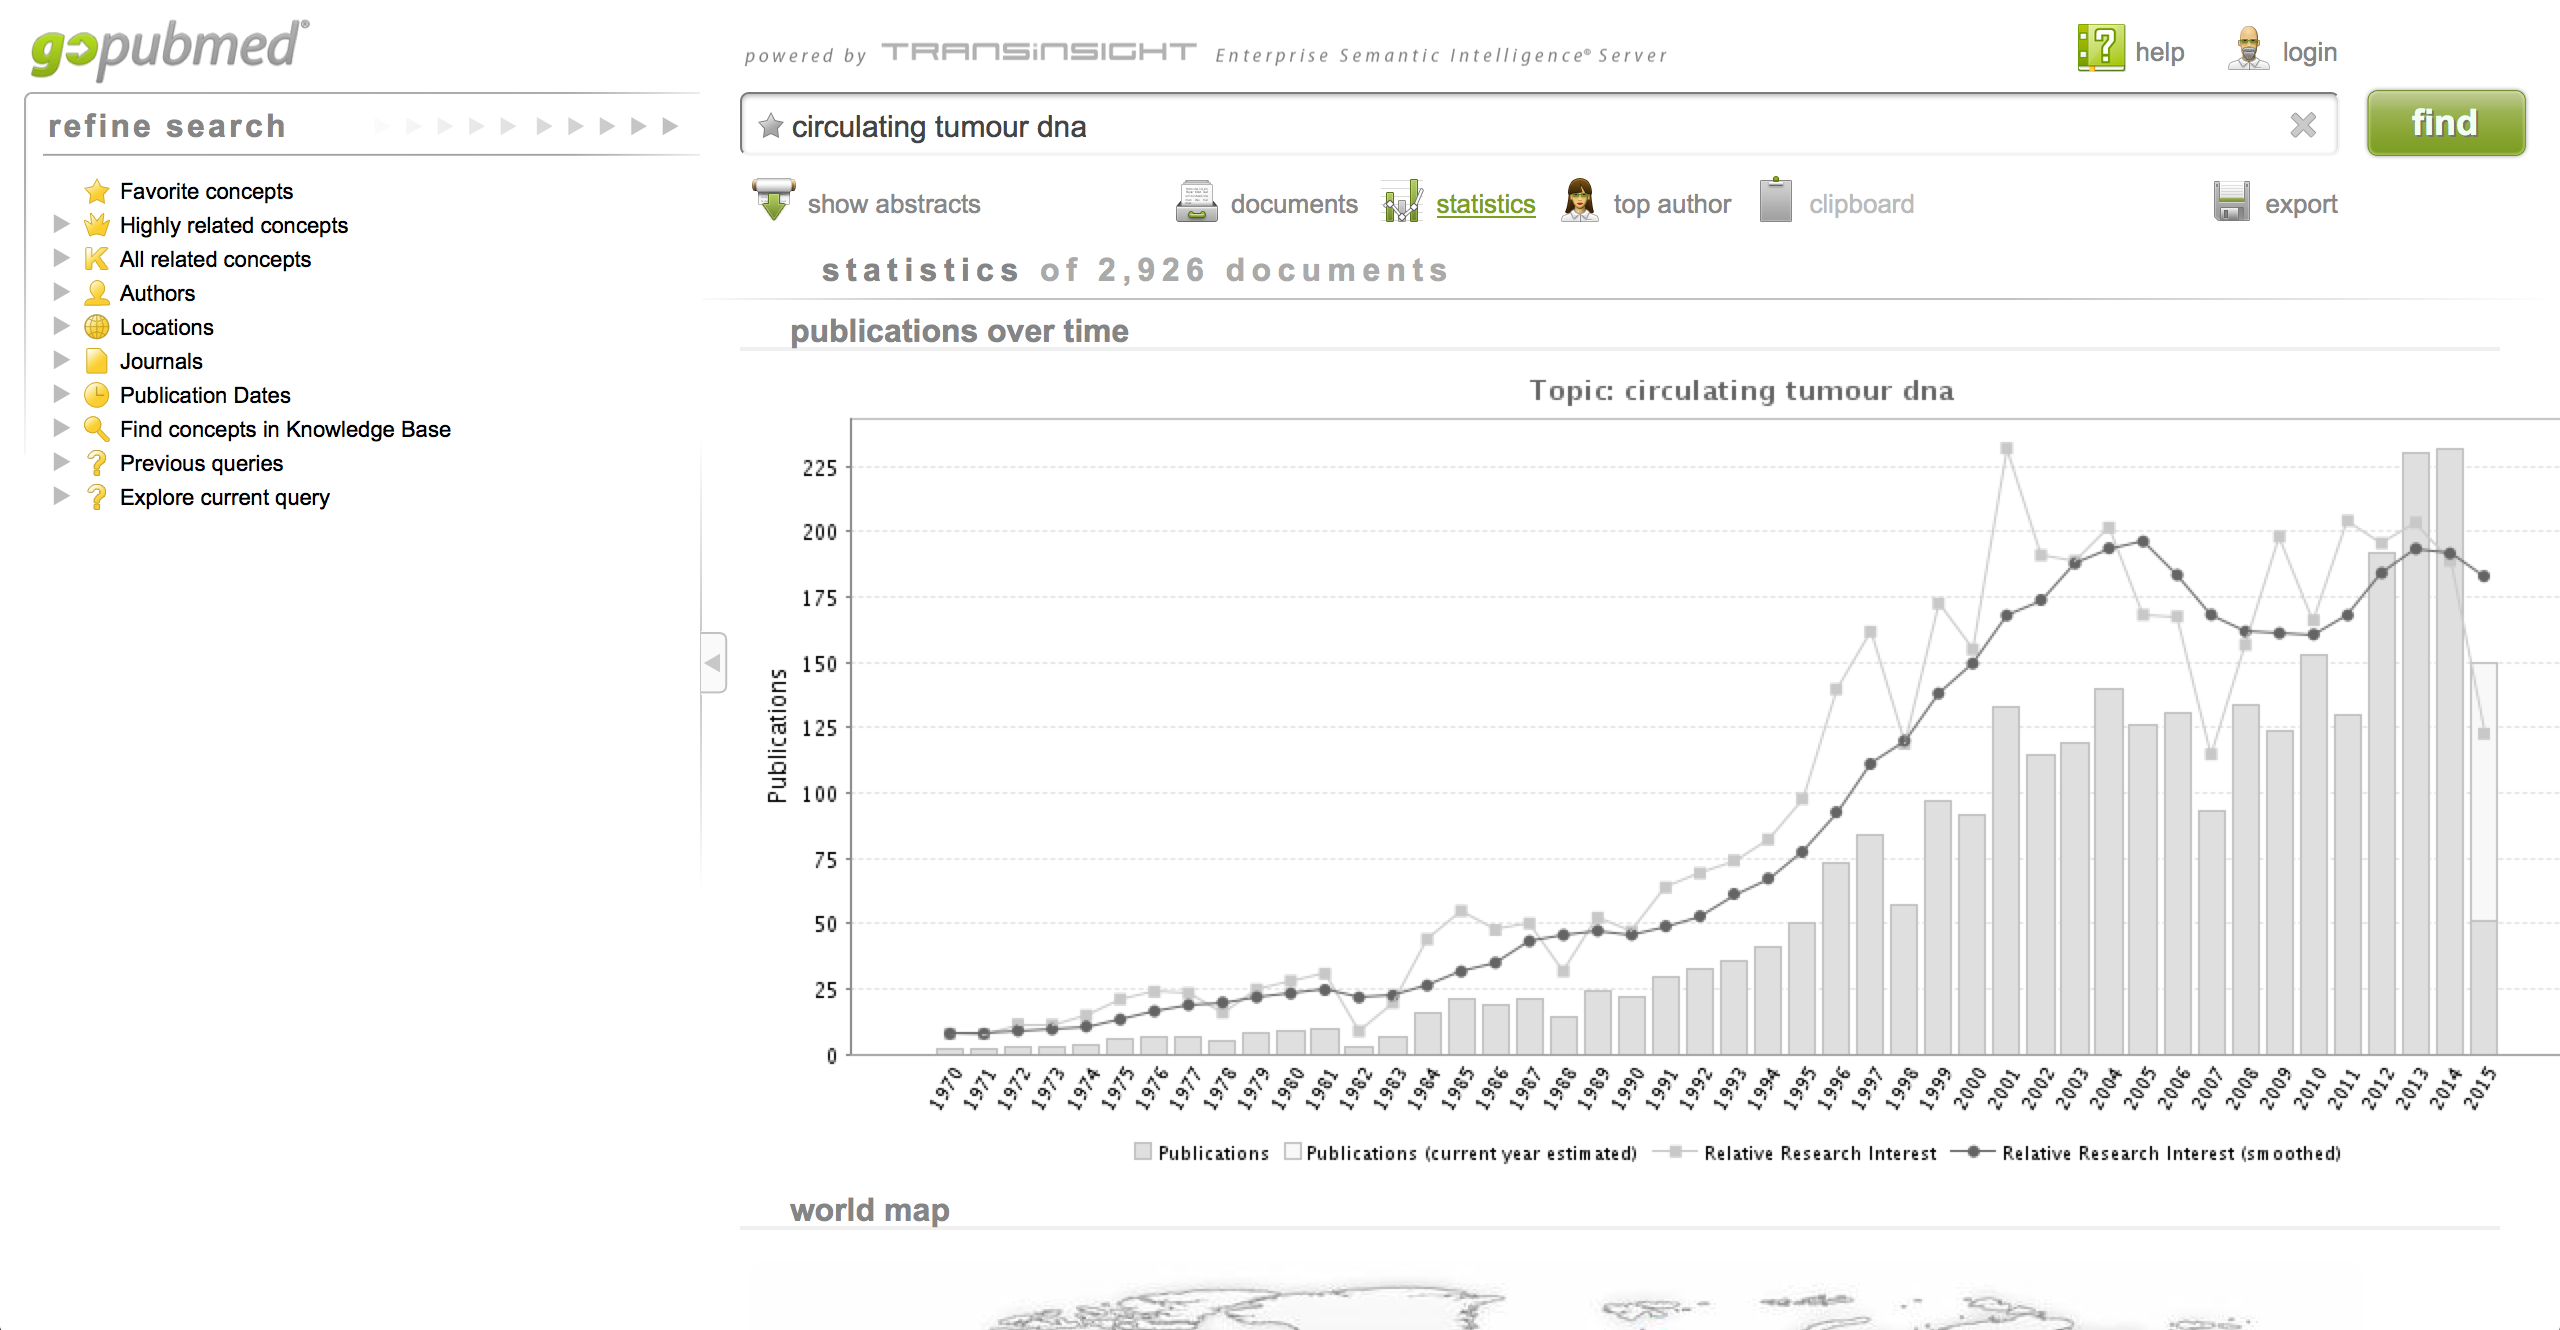 gopubmed®
powered by TRANSINSIGHT Enterprise Semantic Intelligence® Server
help
login
refine search
circulating tumour dna
find
show abstracts
documents
statistics
top author
clipboard
export
Favorite concepts
Highly related concepts
All related concepts
Authors
Locations
Journals
Publication Dates
Find concepts in Knowledge Base
Previous queries
Explore current query
statistics of 2,926 documents
publications over time
Topic: circulating tumour dna
Publications
225
200
175
150
125
100
75
50
25
0
1970 1971 1972 1973 1974 1975 1976 1977 1978 1979 1980 1981 1982 1983 1984 1985 1986 1987 1988 1989 1990 1991 1992 1993 1994 1995 1996 1997 1998 1999 2000 2001 2002 2003 2004 2005 2006 2007 2008 2009 2010 2011 2012 2013 2014 2015
Publications Publications (current year estimated) Relative Research Interest Relative Research Interest (smoothed)
world map